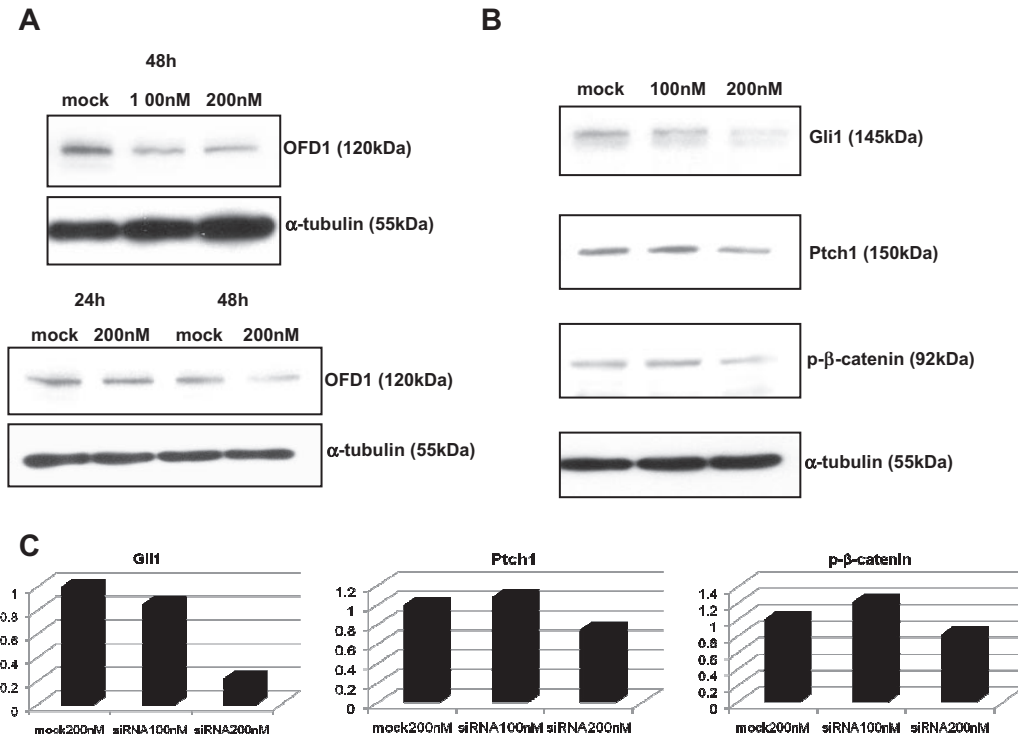 A
48h
mock 1 00nM 200nM
OFD1 (120kDa)
α-tubulin (55kDa)
24h 48h
mock 200nM mock 200nM
OFD1 (120kDa)
α-tubulin (55kDa)
B
mock 100nM 200nM
Gli1 (145kDa)
Ptch1 (150kDa)
p-β-catenin (92kDa)
α-tubulin (55kDa)
C
Gli1
1
0.8
0.6
0.4
0.2
0
mock200nM siRNA100nM siRNA200nM
Ptch1
1.2
1
0.8
0.6
0.4
0.2
0
mock200nM siRNA100nM siRNA200nM
p-β-catenin
1.4
1.2
1
0.8
0.6
0.4
0.2
0
mock200nM siRNA100nM siRNA200nM